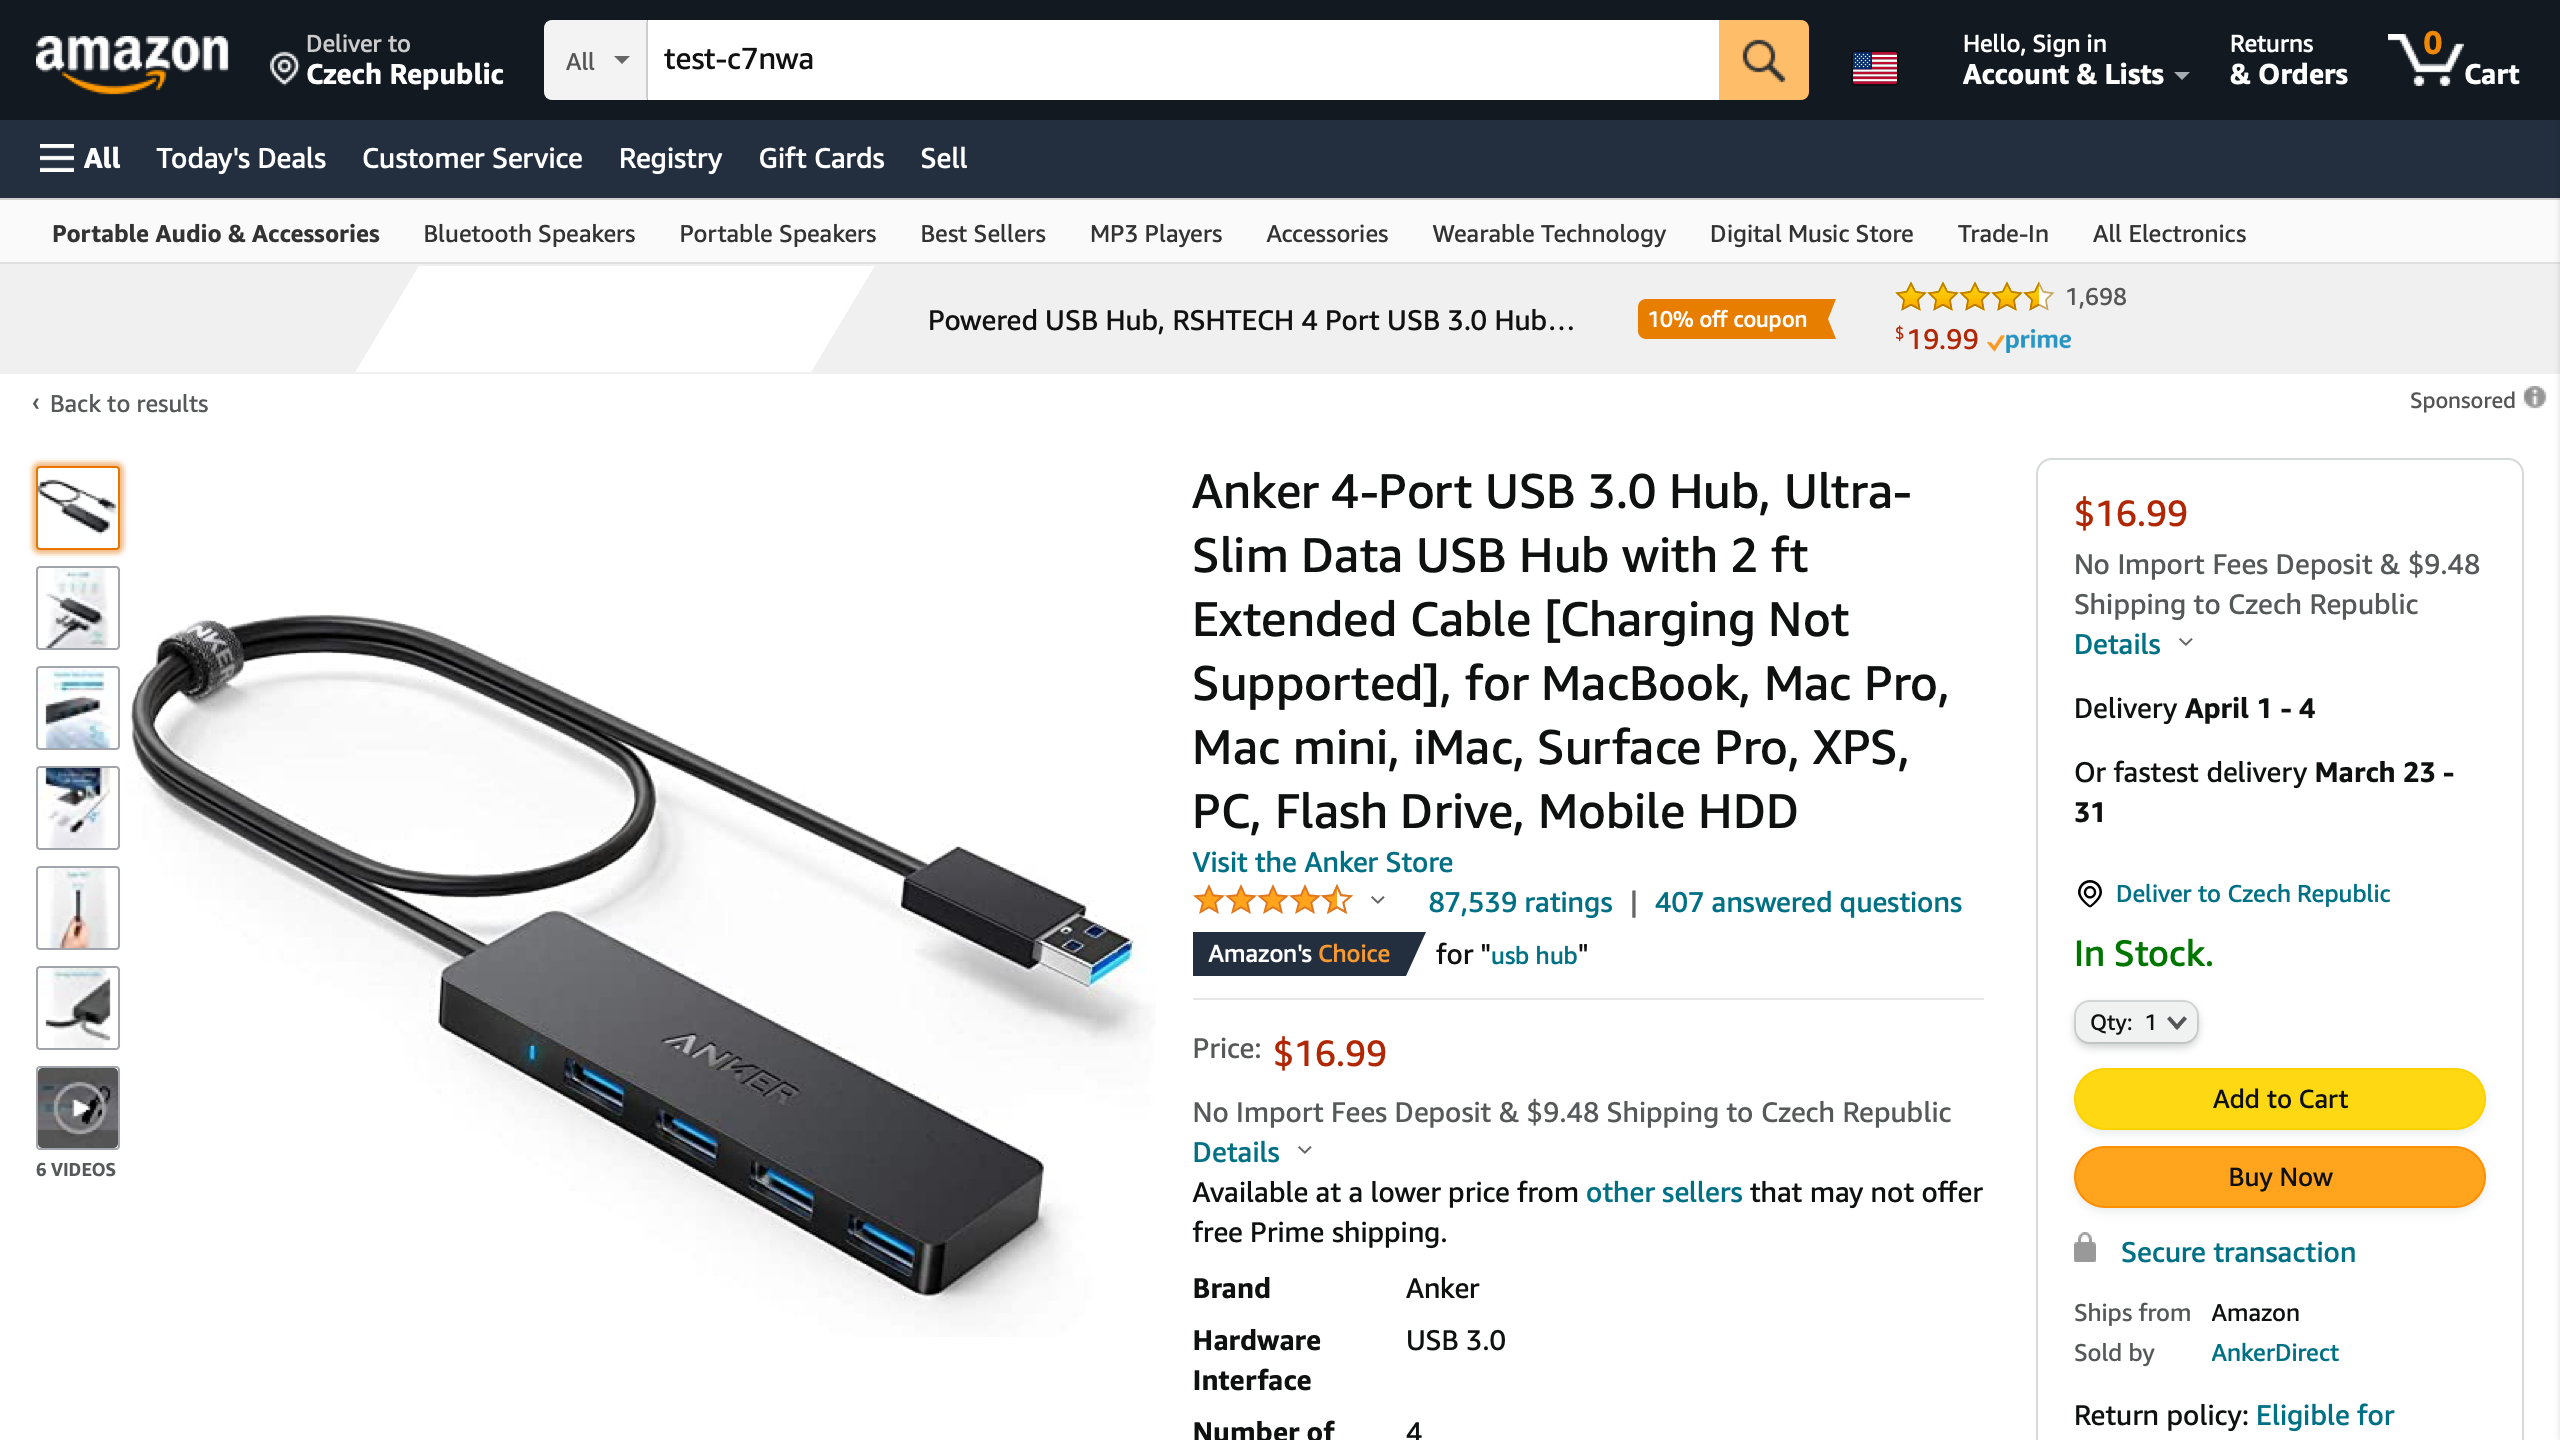 amazon
Deliver to
Czech Republic
All
test-c7nwa
Hello, Sign in
Account & Lists
Returns
& Orders
0
Cart
All
Today's Deals
Customer Service
Registry
Gift Cards
Sell
Portable Audio & Accessories
Bluetooth Speakers
Portable Speakers
Best Sellers
MP3 Players
Accessories
Wearable Technology
Digital Music Store
Trade-In
All Electronics
Powered USB Hub, RSHTECH 4 Port USB 3.0 Hub…
10% off coupon
1,698
$19.99 prime
‹ Back to results
Sponsored
ANKER
ANKER
6 VIDEOS
Anker 4-Port USB 3.0 Hub, Ultra-
Slim Data USB Hub with 2 ft
Extended Cable [Charging Not
Supported], for MacBook, Mac Pro,
Mac mini, iMac, Surface Pro, XPS,
PC, Flash Drive, Mobile HDD
Visit the Anker Store
87,539 ratings | 407 answered questions
Amazon's Choice for "usb hub"
Price: $16.99
No Import Fees Deposit & $9.48 Shipping to Czech Republic
Details
Available at a lower price from other sellers that may not offer
free Prime shipping.
Brand Anker
Hardware USB 3.0
Interface
Number of 4
$16.99
No Import Fees Deposit & $9.48
Shipping to Czech Republic
Details
Delivery April 1 - 4
Or fastest delivery March 23 -
31
Deliver to Czech Republic
In Stock.
Qty: 1
Add to Cart
Buy Now
Secure transaction
Ships from Amazon
Sold by AnkerDirect
Return policy: Eligible for